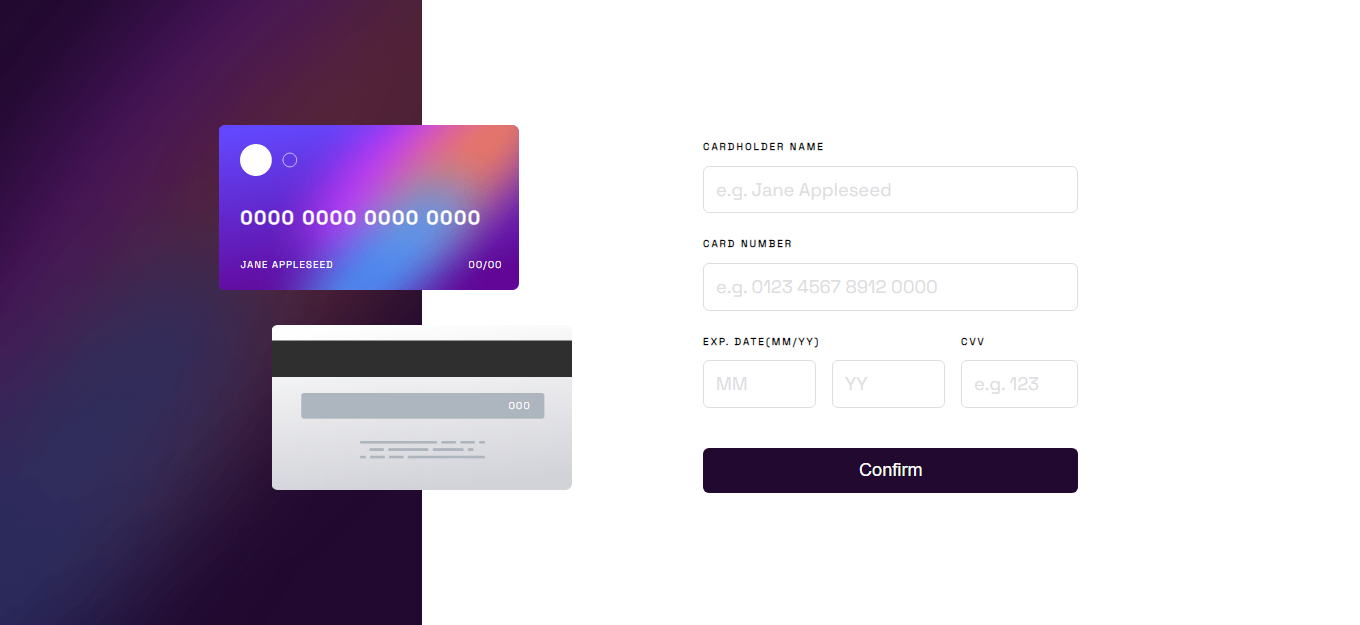 0000 0000 0000 0000
JANE APPLESEED 00/00
000
CARDHOLDER NAME
e.g. Jane Appleseed
CARD NUMBER
e.g. 0123 4567 8912 0000
EXP. DATE(MM/YY) CVV
MM YY e.g. 123
Confirm